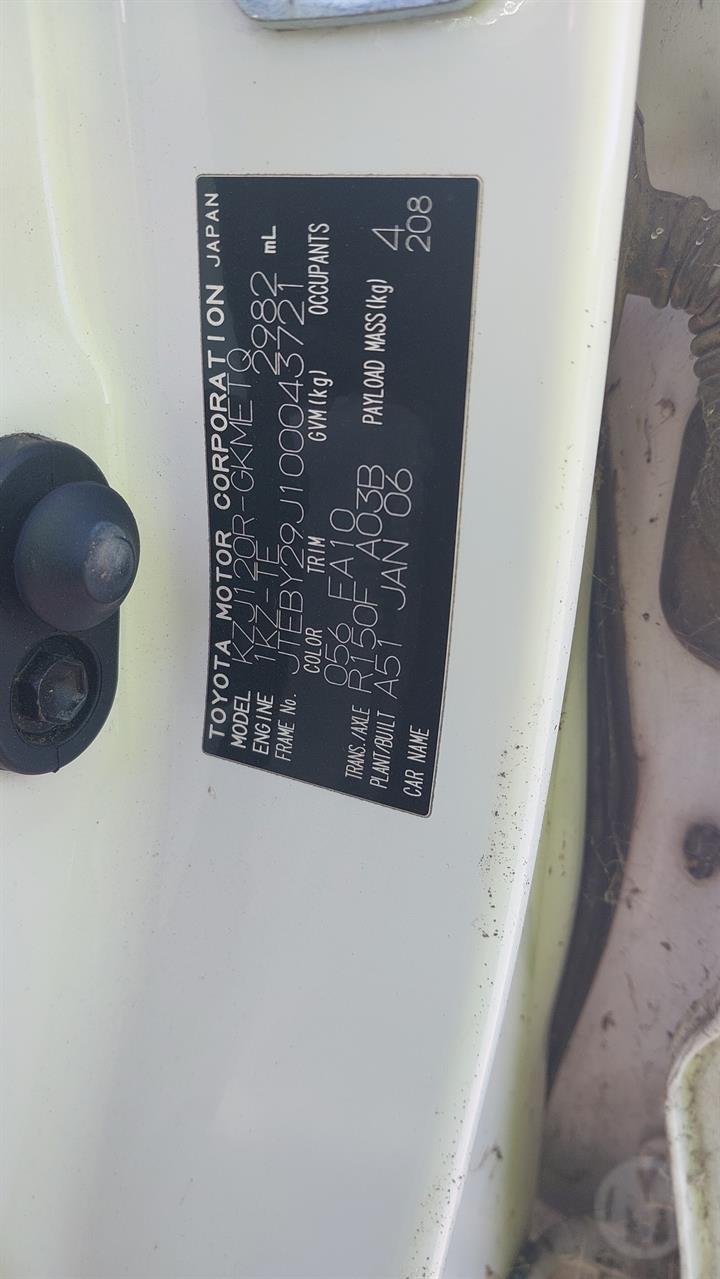 TOYOTA MOTOR CORPORATION JAPAN
MODEL KZJ120R-GKMETQ
ENGINE 1KZ-TE 2982 mL
FRAME No. JTEBY29J100043721
COLOR TRIM GVM(kg) OCCUPANTS
056 FA10
TRANS./AXLE R150F A03B PAYLOAD MASS(kg) 4
PLANT/BUILT A51 JAN 06 208
CAR NAME
M